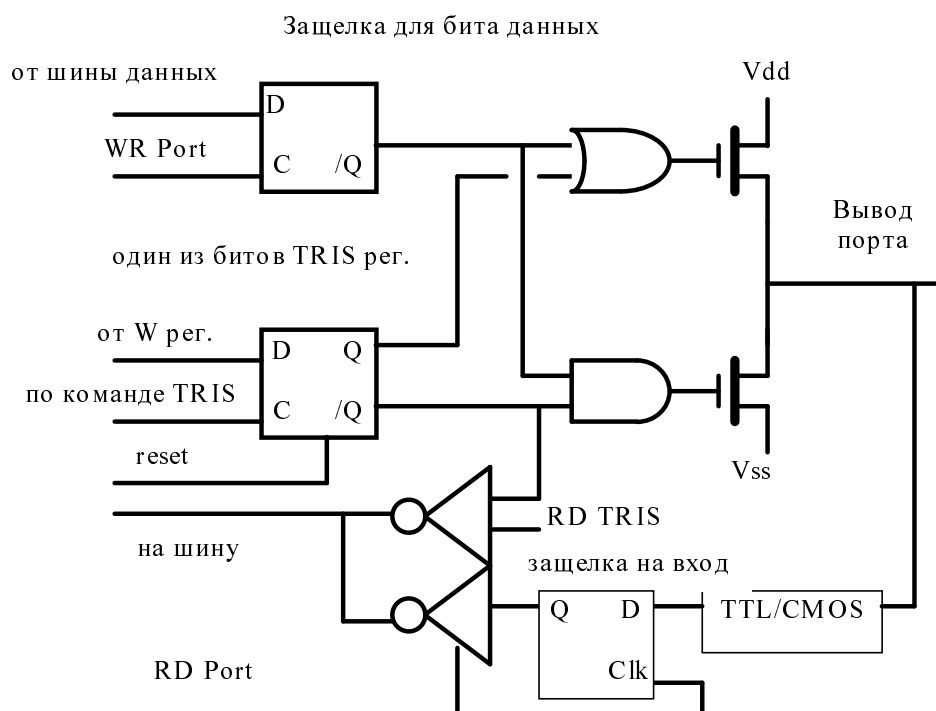 Защелка для бита данных
от шины данных
Vdd
D
WR Port
C /Q
Вывод
порта
один из битов TRIS рег.
от W рег.
D Q
по команде TRIS
C /Q
reset
Vss
RD TRIS
на шину
защелка на вход
Q D
TTL/CMOS
RD Port
Clk